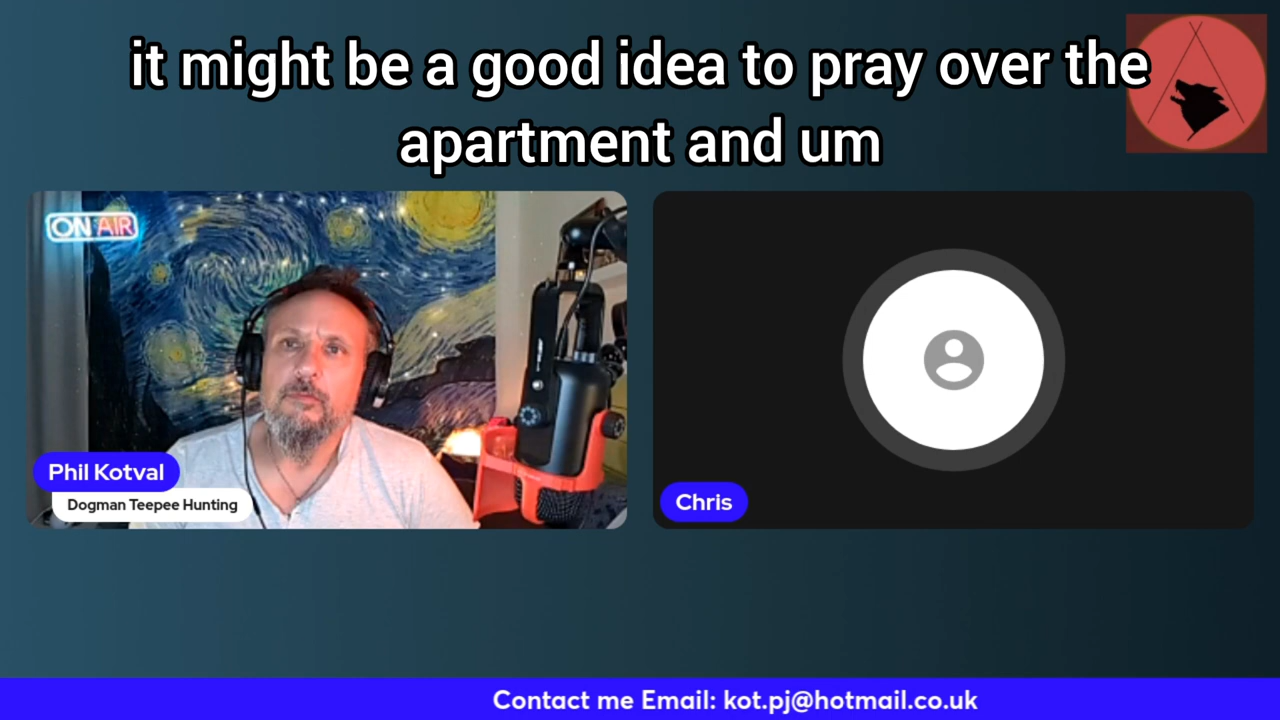 it might be a good idea to pray over the
apartment and um
ON AIR
Phil Kotval
Dogman Teepee Hunting
Chris
Contact me Email: kot.pj@hotmail.co.uk